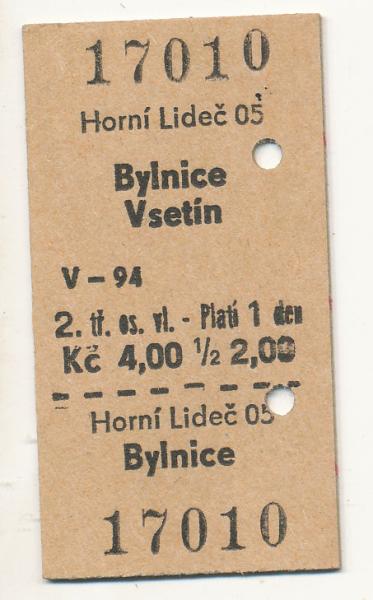 17010
Horní Lideč 05
Bylnice
Vsetín
V - 94
2. tř. os. vl. - Platí 1 den
Kč 4,00 ½ 2,00
Horní Lideč 05
Bylnice
17010